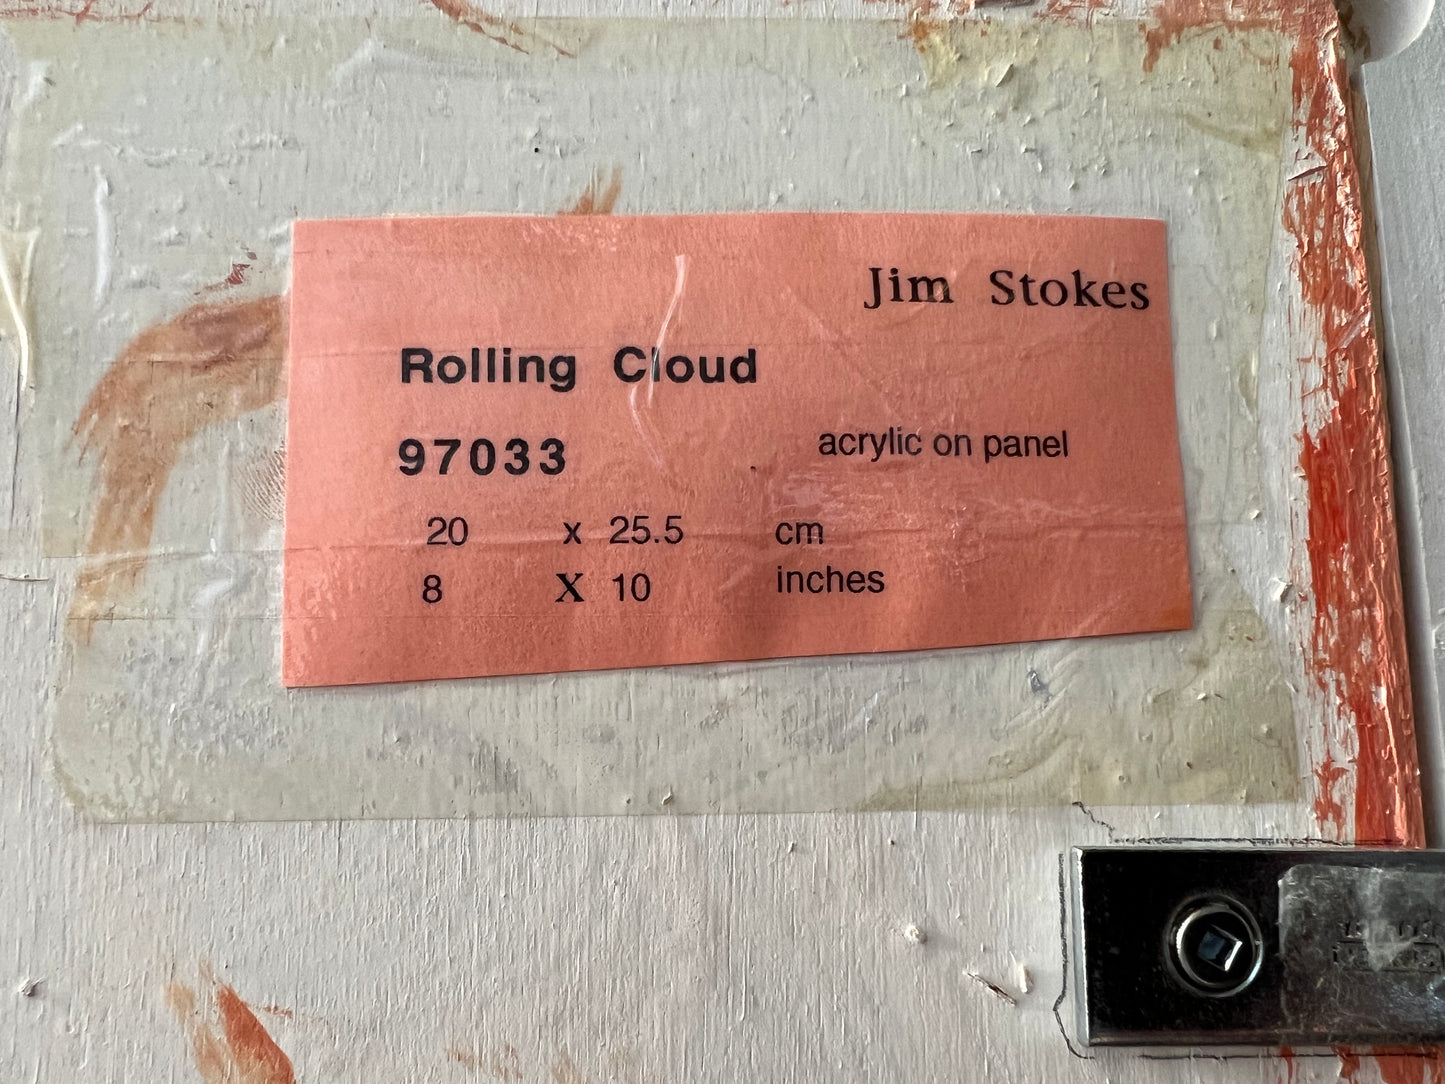 Jim Stokes
Rolling Cloud
97033 acrylic on panel
20 x 25.5 cm
8 X 10 inches